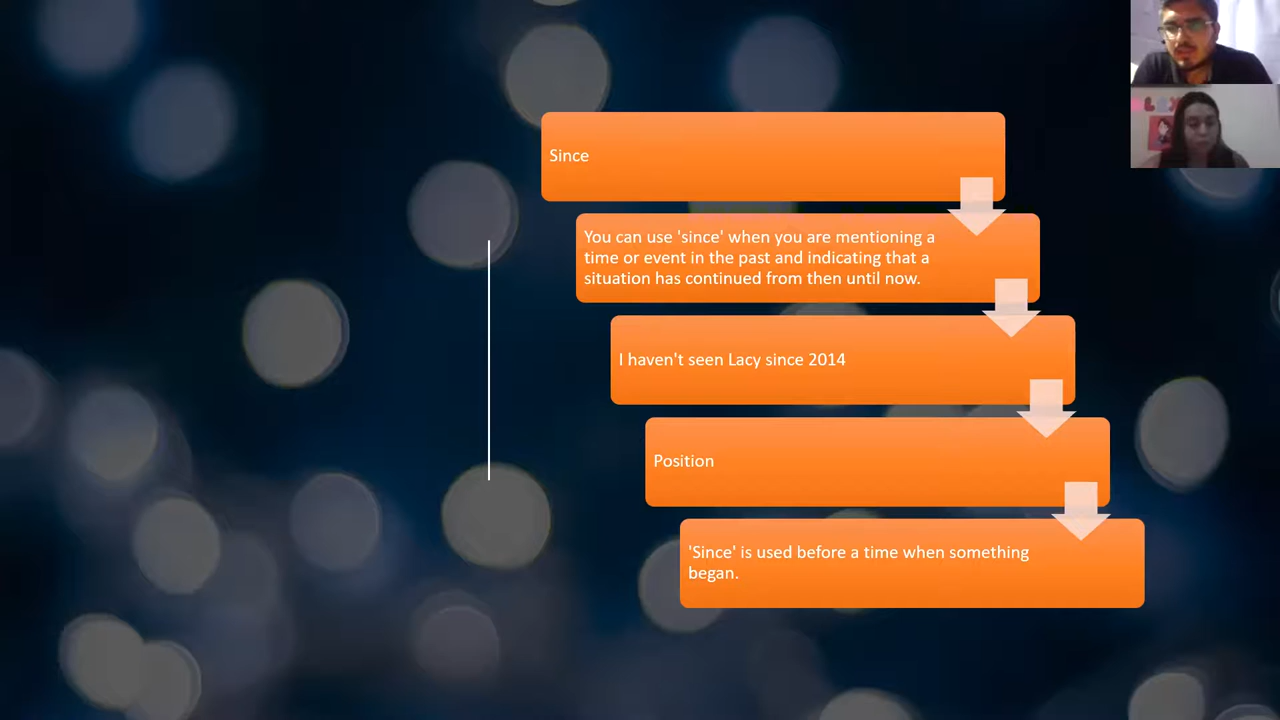 Since
You can use 'since' when you are mentioning a
time or event in the past and indicating that a
situation has continued from then until now.
I haven't seen Lacy since 2014
Position
'Since' is used before a time when something
began.